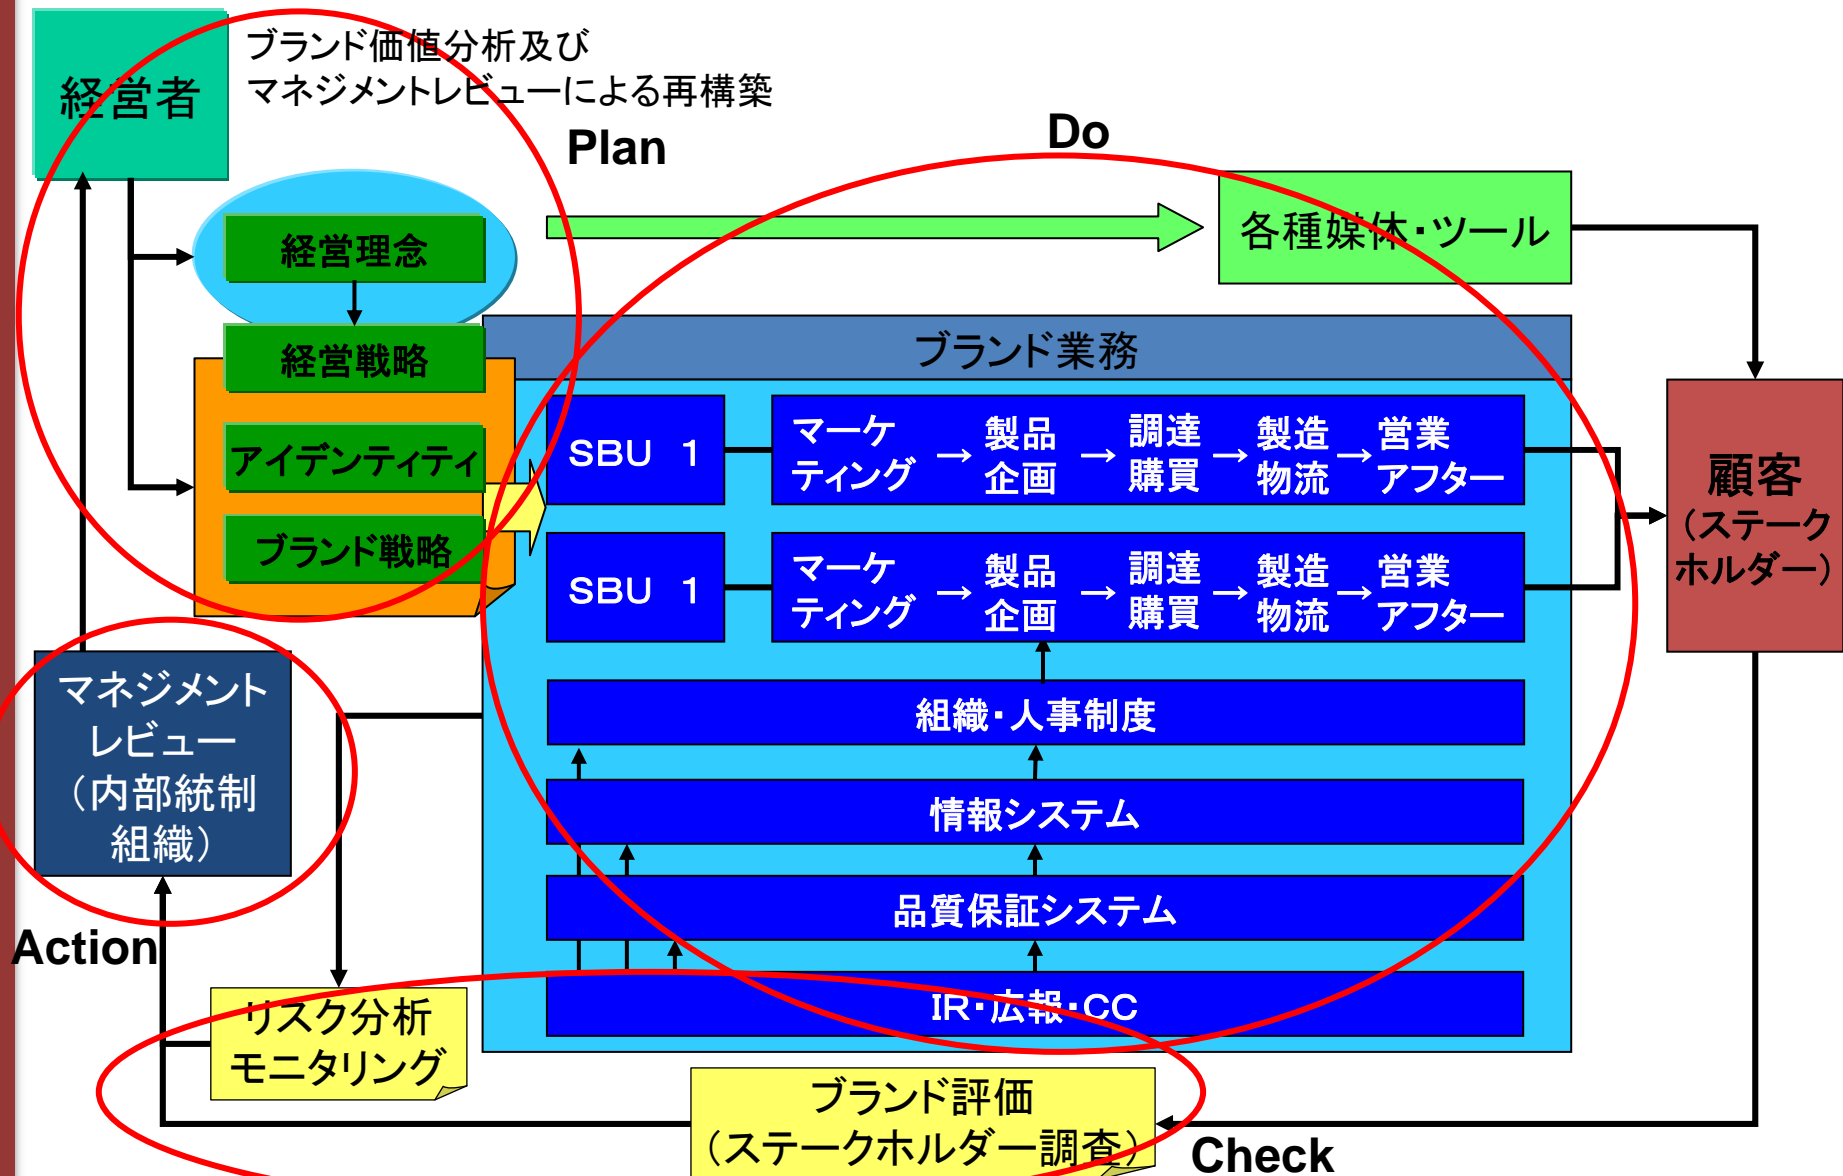 経営者
ブランド価値分析及び
マネジメントレビューによる再構築
Plan
Do
経営理念
各種媒体・ツール
経営戦略
ブランド業務
アイデンティティ
ブランド戦略
SBU 1
マーケ
ティング
→
製品
企画
→
調達
購買
→
製造
物流
→
営業
アフター
SBU 1
マーケ
ティング
→
製品
企画
→
調達
購買
→
製造
物流
→
営業
アフター
顧客
（ステーク
ホルダー）
マネジメント
レビュー
（内部統制
組織）
組織・人事制度
情報システム
品質保証システム
IR・広報・CC
Action
リスク分析
モニタリング
ブランド評価
（ステークホルダー調査）
Check